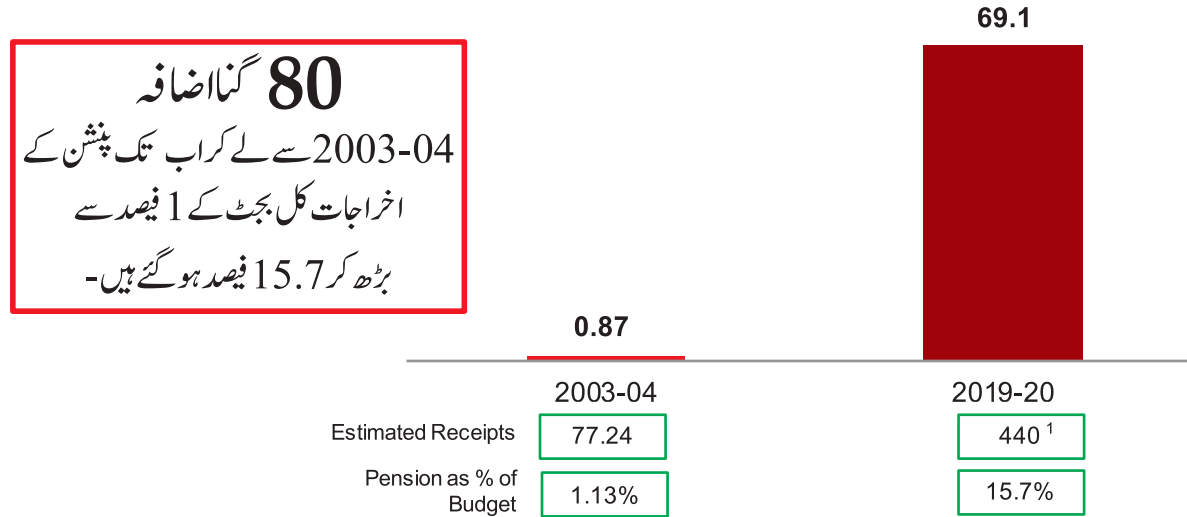 80 گنا اضافہ
2003-04 سے لے کر اب تک پنشن کے
اخراجات کل بجٹ کے 1 فیصد سے
بڑھ کر 15.7 فیصد ہو گئے ہیں-
69.1
0.87
2003-04
2019-20
Estimated Receipts
77.24
440 1
Pension as % of
Budget
1.13%
15.7%